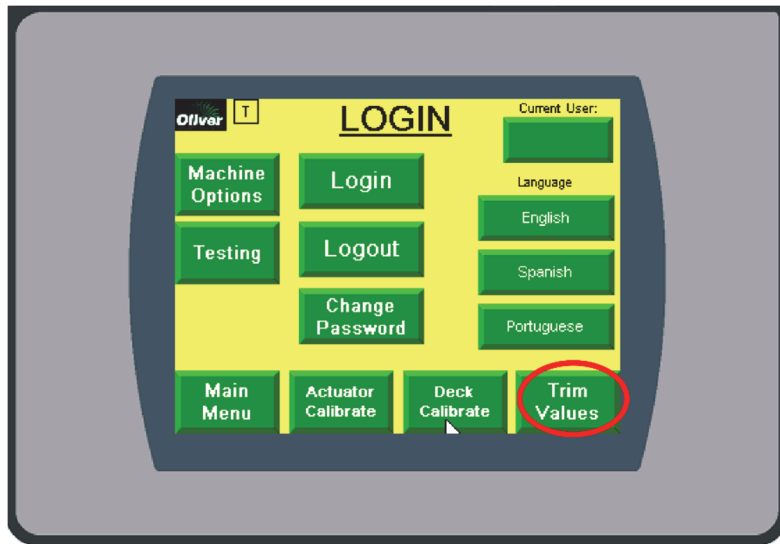 Oliver
T
LOGIN
Current User:
Machine
Options
Login
Language
English
Testing
Logout
Spanish
Change
Password
Portuguese
Main
Menu
Actuator
Calibrate
Deck
Calibrate
Trim
Values